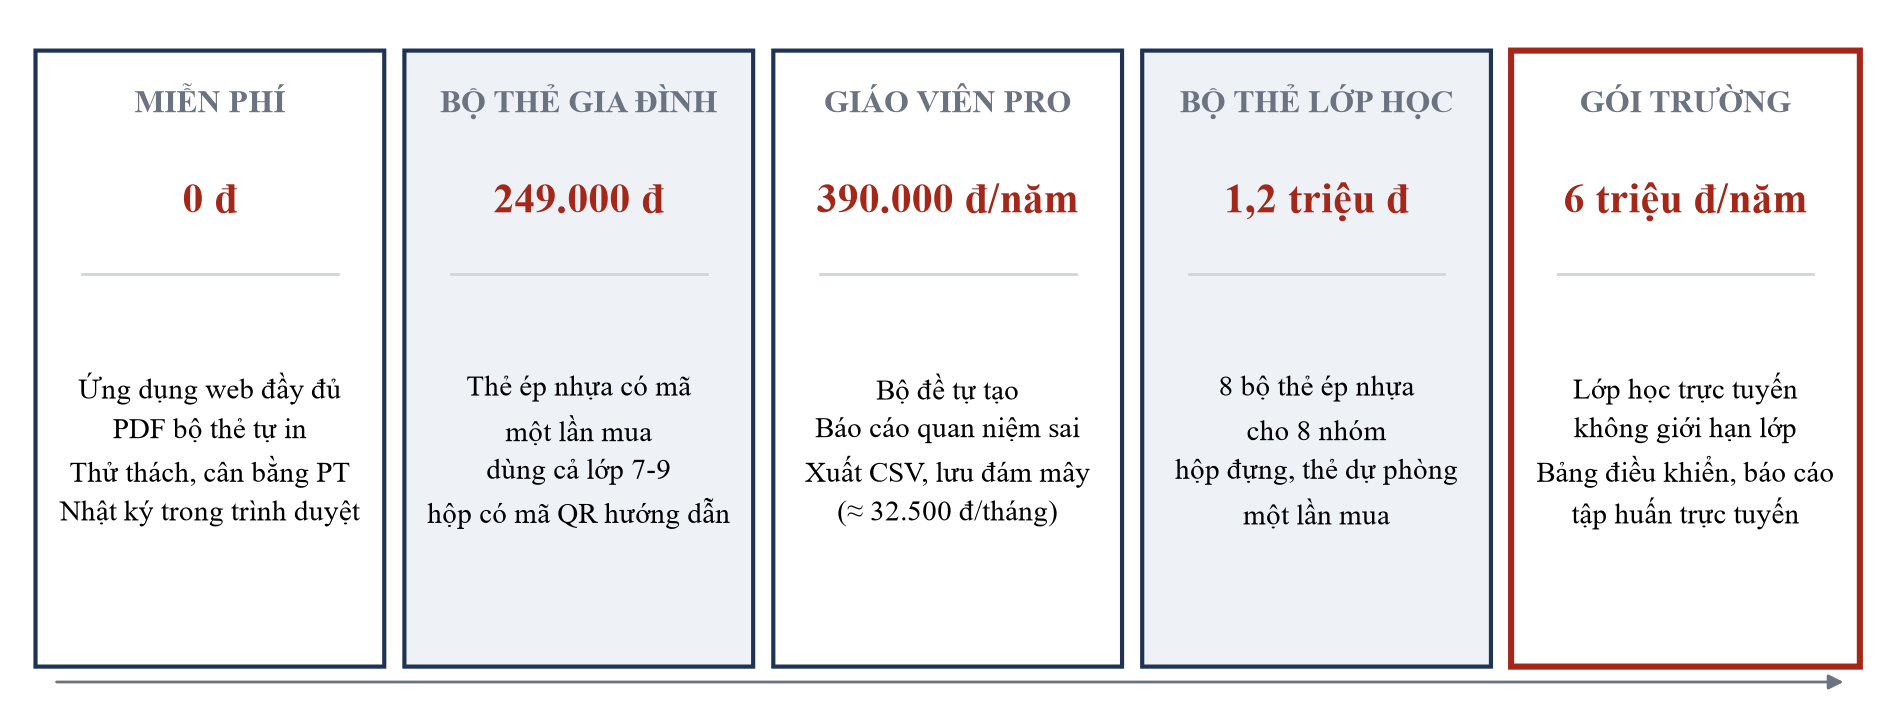 MIỄN PHÍ
0 đ
Ứng dụng web đầy đủ
PDF bộ thẻ tự in
Thử thách, cân bằng PT
Nhật ký trong trình duyệt
BỘ THẺ GIA ĐÌNH
249.000 đ
Thẻ ép nhựa có mã
một lần mua
dùng cả lớp 7-9
hộp có mã QR hướng dẫn
GIÁO VIÊN PRO
390.000 đ/năm
Bộ đề tự tạo
Báo cáo quan niệm sai
Xuất CSV, lưu đám mây
(≈ 32.500 đ/tháng)
BỘ THẺ LỚP HỌC
1,2 triệu đ
8 bộ thẻ ép nhựa
cho 8 nhóm
hộp đựng, thẻ dự phòng
một lần mua
GÓI TRƯỜNG
6 triệu đ/năm
Lớp học trực tuyến
không giới hạn lớp
Bảng điều khiển, báo cáo
tập huấn trực tuyến